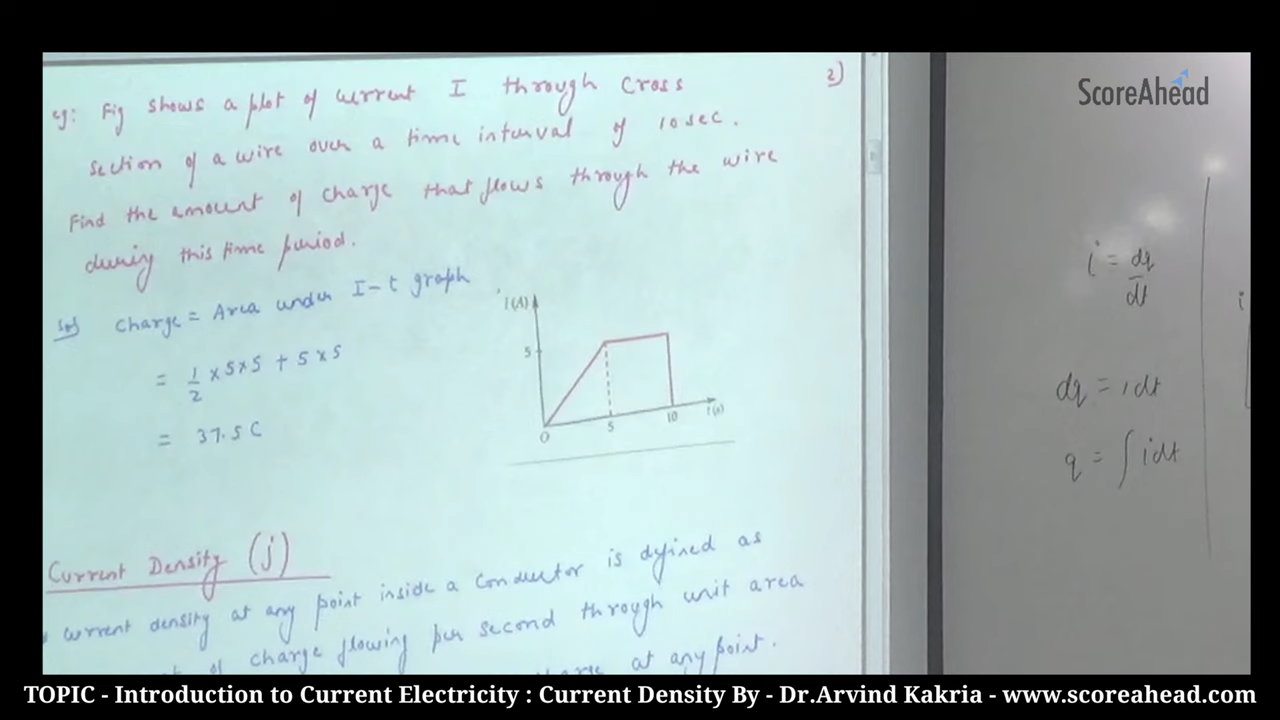 2)
ScoreAhead
eg: Fig shows a plot of current I through cross
section of a wire over a time interval of 10 sec.
Find the amount of charge that flows through the wire
during this time period.
Sol Charge = Area under I-t graph
= 1/2 x 5x5 + 5x5
= 37.5 C
I(A)
5
0
5
10
t(s)
Current Density (j)
current density at any point inside a conductor is defined as
of charge flowing per second through unit area
at any point.
i = dq/dt
dq = i dt
q = ∫ i dt
i
TOPIC - Introduction to Current Electricity : Current Density By - Dr.Arvind Kakria - www.scoreahead.com